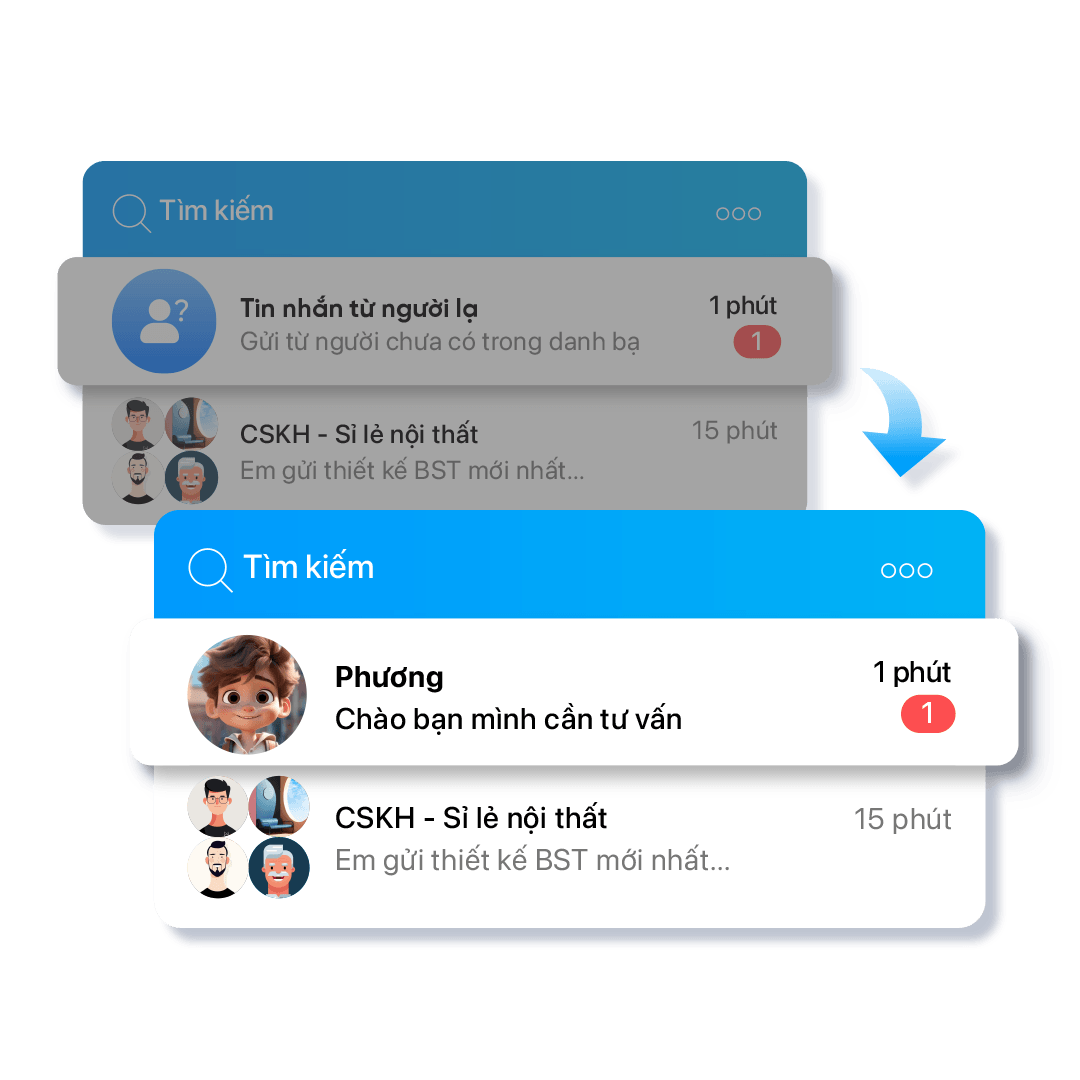 Tìm kiếm
Tin nhắn từ người lạ
1 phút
Gửi từ người chưa có trong danh bạ
1
CSKH - Sỉ lẻ nội thất
15 phút
Em gửi thiết kế BST mới nhất...
Tìm kiếm
Phương
1 phút
Chào bạn mình cần tư vấn
1
CSKH - Sỉ lẻ nội thất
15 phút
Em gửi thiết kế BST mới nhất...